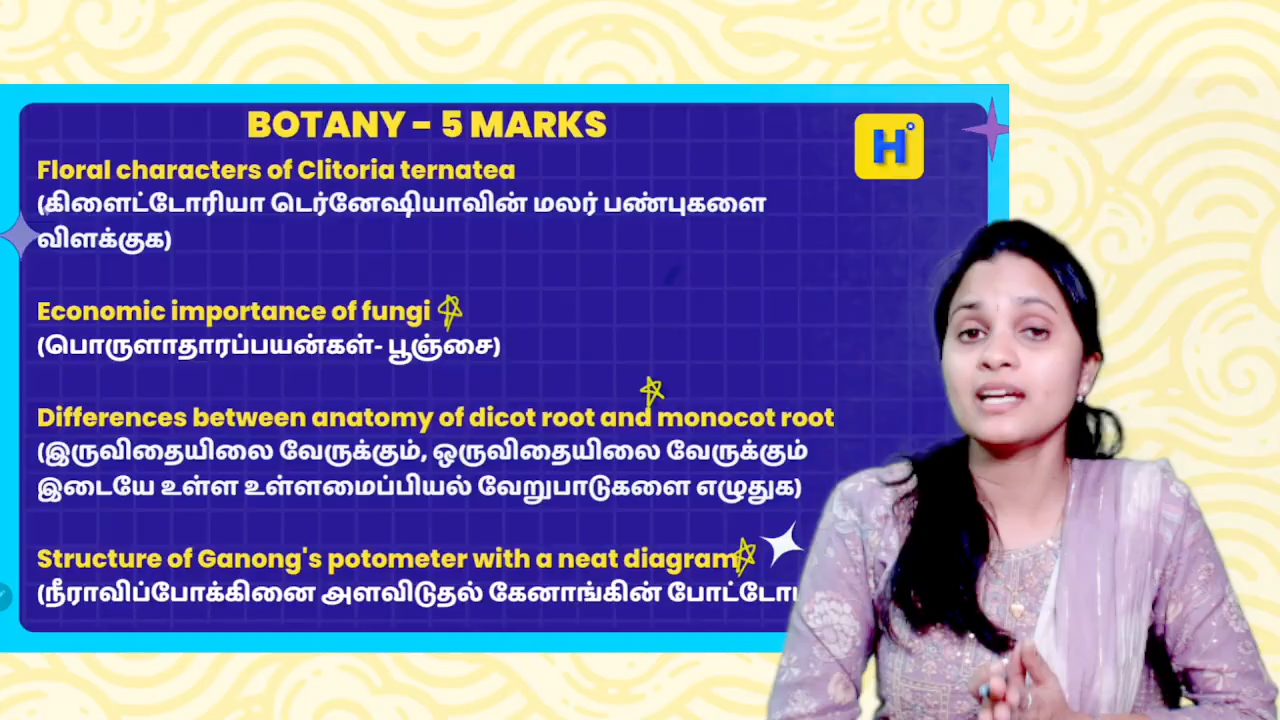 BOTANY - 5 MARKS
H
Floral characters of Clitoria ternatea
(கிளைட்டோரியா டெர்னேஷியாவின் மலர் பண்புகளை
விளக்குக)
Economic importance of fungi
(பொருளாதாரப்பயன்கள்- பூஞ்சை)
Differences between anatomy of dicot root and monocot root
(இருவிதையிலை வேருக்கும், ஒருவிதையிலை வேருக்கும்
இடையே உள்ள உள்ளமைப்பியல் வேறுபாடுகளை எழுதுக)
Structure of Ganong's potometer with a neat diagram
(நீராவிப்போக்கினை அளவிடுதல் கேனாங்கின்